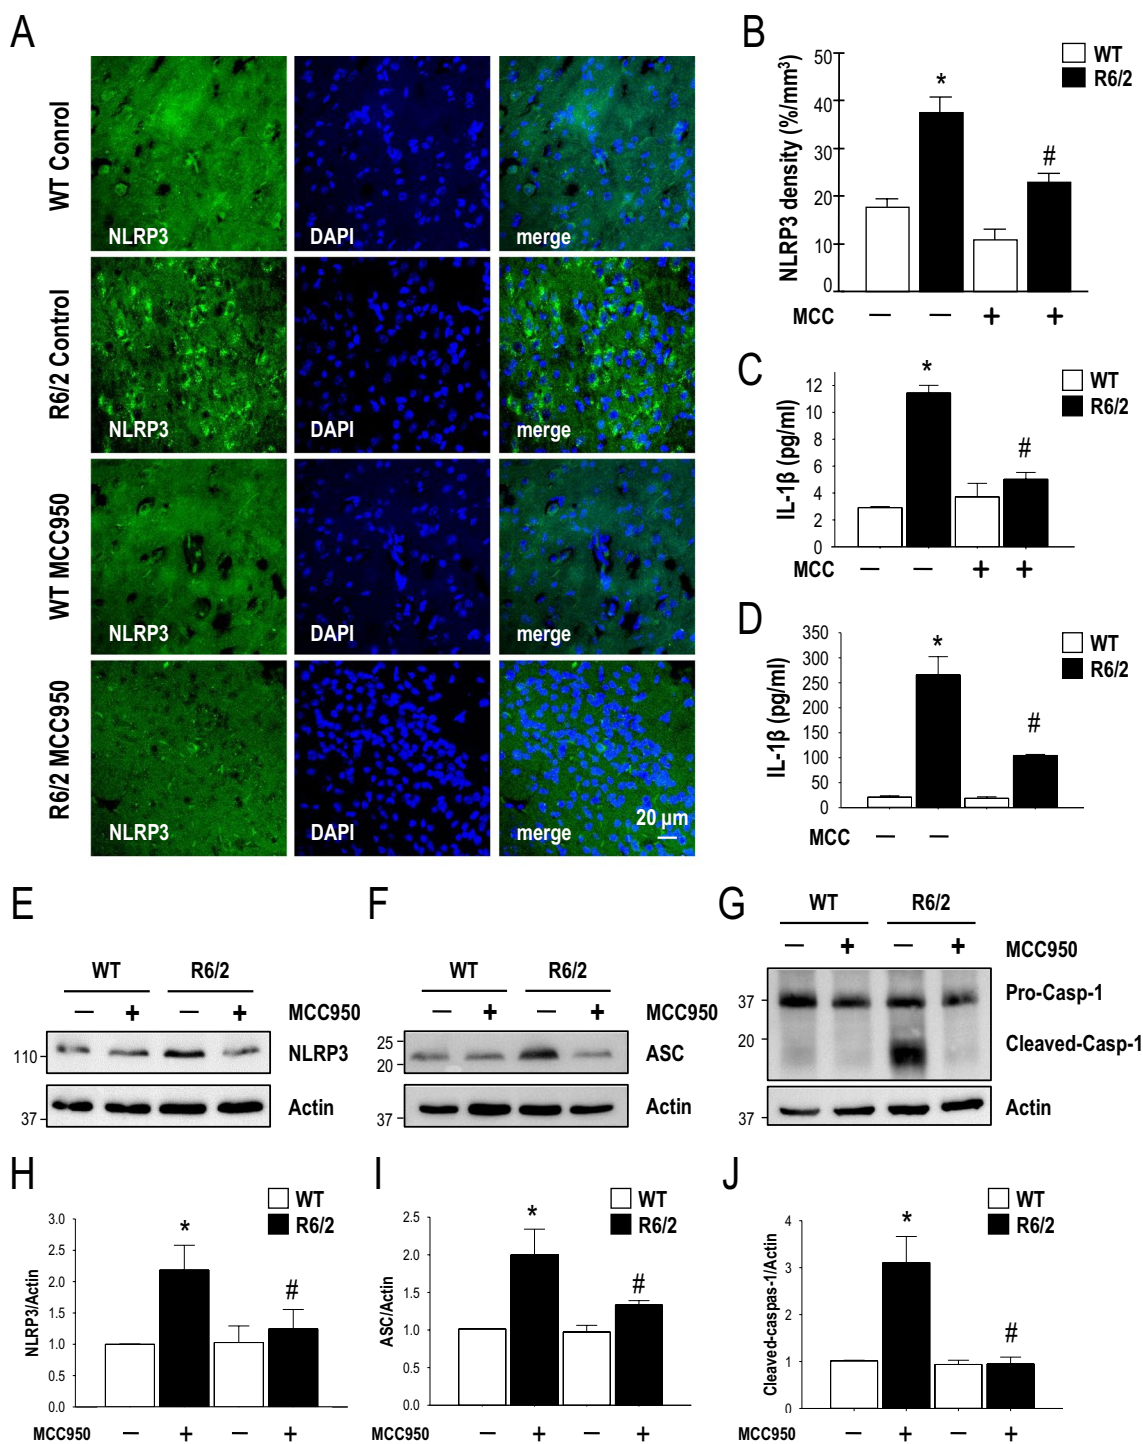 A
WT Conrol
NLRP3
DAPI
merge
R6/2 Control
NLRP3
DAPI
merge
WT MCC950
NLRP3
DAPI
merge
R6/2 MCC950
NLRP3
DAPI
merge
20 µm
B
NLRP3 density (%/mm³)
50
40
30
20
10
0
WT
R6/2
*
#
MCC — — + +
C
IL-1β (pg/ml)
12
10
8
6
4
2
0
WT
R6/2
*
#
MCC — — + +
D
IL-1β (pg/ml)
350
300
250
200
150
100
50
0
WT
R6/2
*
#
MCC — —
E
WT R6/2
— + — + MCC950
110 NLRP3
37 Actin
F
WT R6/2
— + — + MCC950
25
20
ASC
37 Actin
G
WT R6/2
— + — + MCC950
37 Pro-Casp-1
20 Cleaved-Casp-1
37 Actin
H
NLRP3/Actin
3.0
2.5
2.0
1.5
1.0
0.5
0.0
WT
R6/2
*
#
MCC950 — + — +
I
ASC/Actin
2.5
2.0
1.5
1.0
0.5
0.0
WT
R6/2
*
#
MCC950 — + — +
J
Cleaved-caspas-1/Actin
4
3
2
1
0
WT
R6/2
*
#
MCC950 — + — +